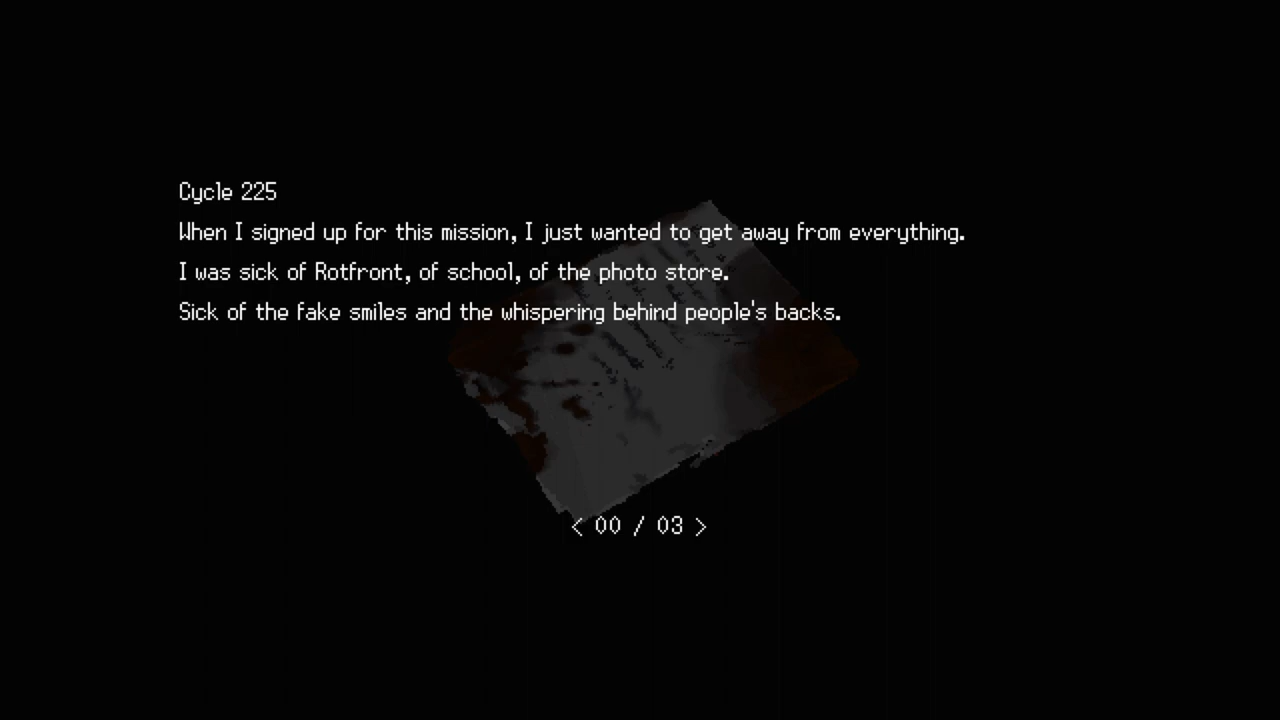 Cycle 225
When I signed up for this mission, I just wanted to get away from everything.
I was sick of Rotfront, of school, of the photo store.
Sick of the fake smiles and the whispering behind people's backs.
< 00 / 03 >